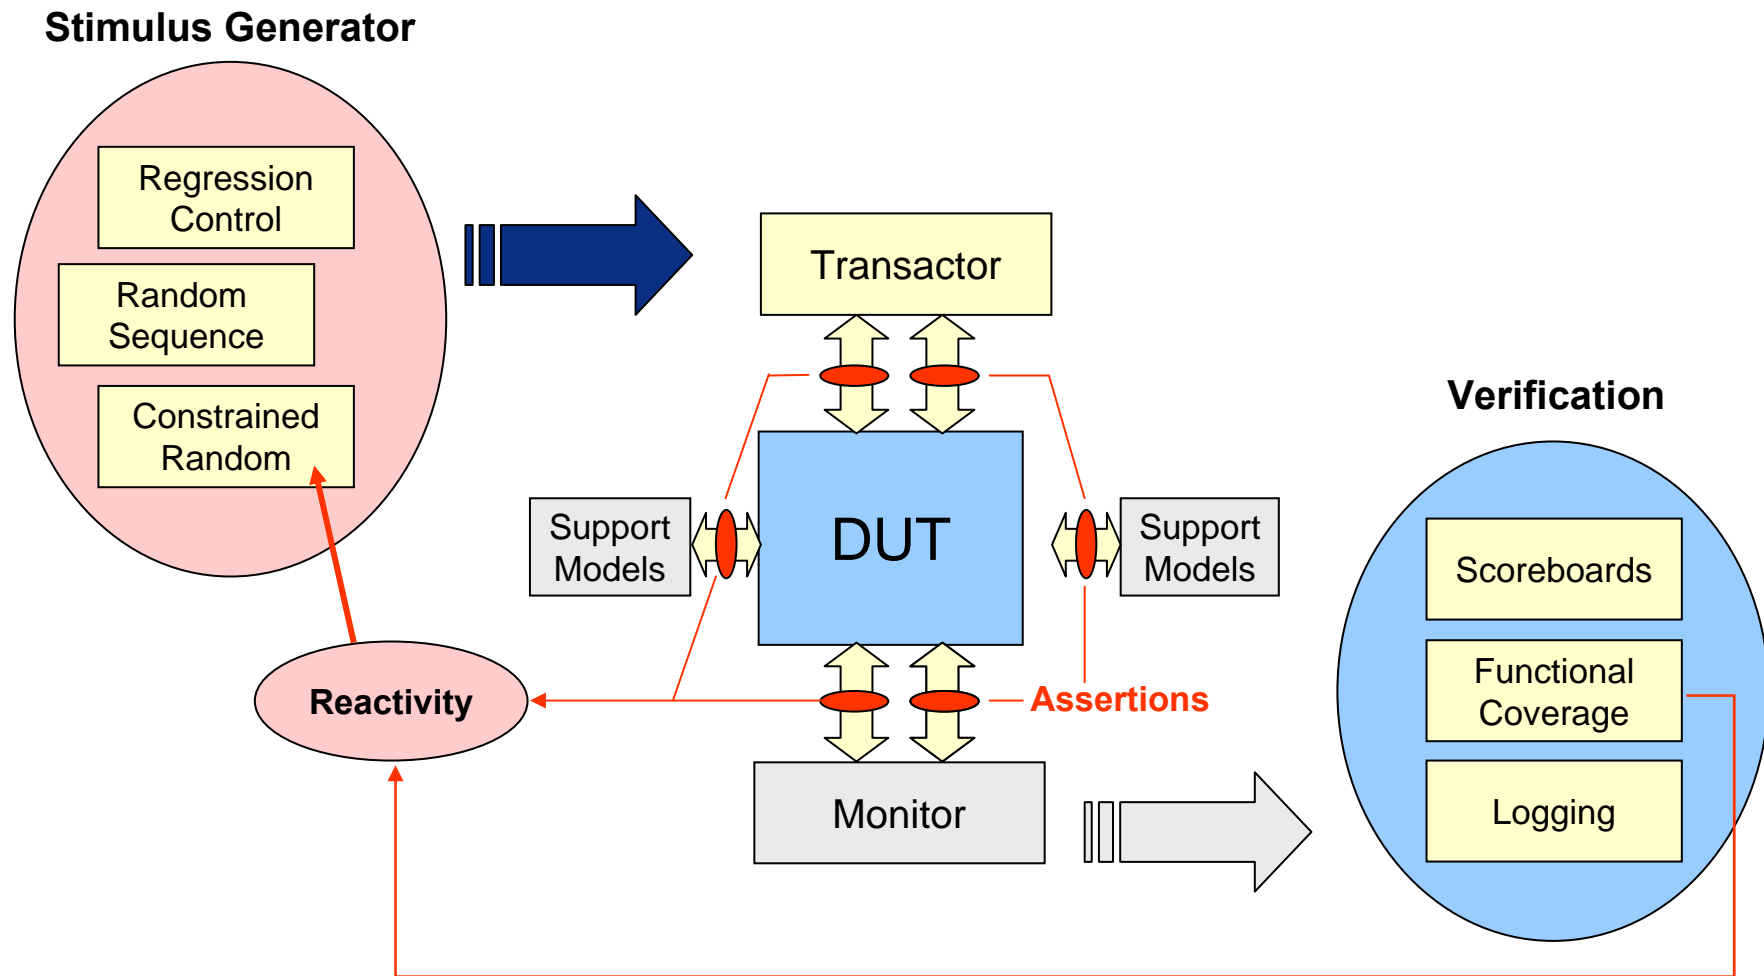 Stimulus Generator
Regression
Control
Random
Sequence
Constrained
Random
Transactor
Support
Models
DUT
Support
Models
Reactivity
Assertions
Monitor
Verification
Scoreboards
Functional
Coverage
Logging